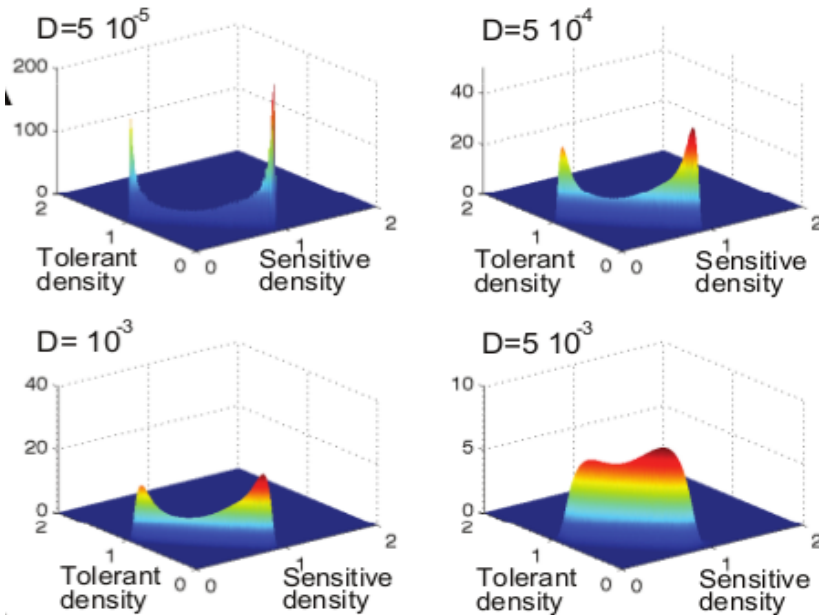 D=5 10-5
200
100
0
2
1
0
0
1
2
Tolerant
density
Sensitive
density
D=5 10-4
40
20
0
2
1
0
0
1
2
Tolerant
density
Sensitive
density
D= 10-3
40
20
0
2
1
0
0
1
2
Tolerant
density
Sensitive
density
D=5 10-3
10
5
0
2
1
0
0
1
2
Tolerant
density
Sensitive
density